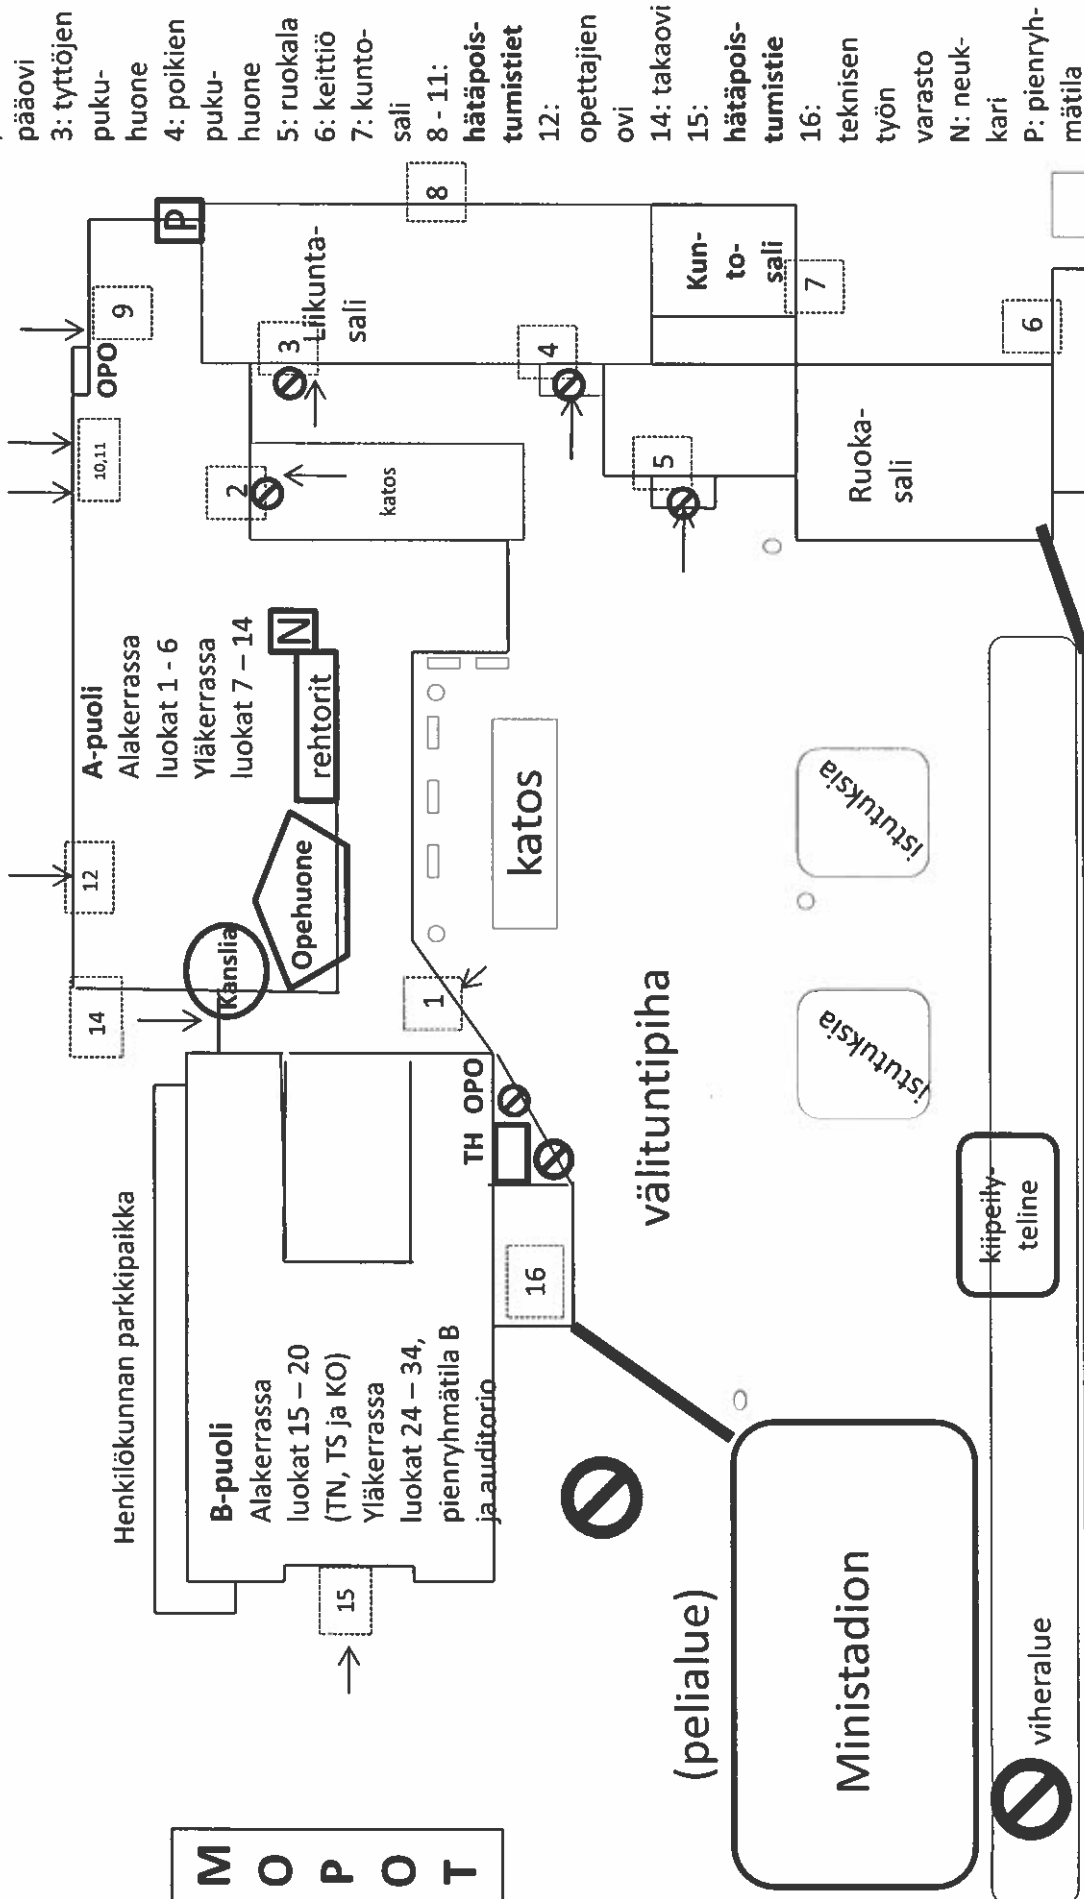 M
O
P
O
T
Henkilökunnan parkkipaikka
B-puoli
Alakerrassa
luokat 15 – 20
(TN, TS ja KO)
Yläkerrassa
luokat 24 – 34,
pienryhmätila B
ja auditorio
15
16
TH OPO
14
12
Kanslia
Opehuone
rehtorit
N
A-puoli
Alakerrassa
luokat 1 - 6
Yläkerrassa
luokat 7 – 14
10,11
OPO
9
P
1
2
katos
3
Liikunta-
sali
8
4
5
Kun-
to-
sali
7
6
Ruoka-
sali
katos
välituntipiha
istutuksia
istutuksia
kiipeily-
teline
(pelialue)
Ministadion
viheralue
pääovi
3: tyttöjen
puku-
huone
4: poikien
puku-
huone
5: ruokala
6: keittiö
7: kunto-
sali
8 - 11:
hätäpois-
tumistiet
12:
opettajien
ovi
14: takaovi
15:
hätäpois-
tumistie
16:
teknisen
työn
varasto
N: neuk-
kari
P: pienryh-
mätila